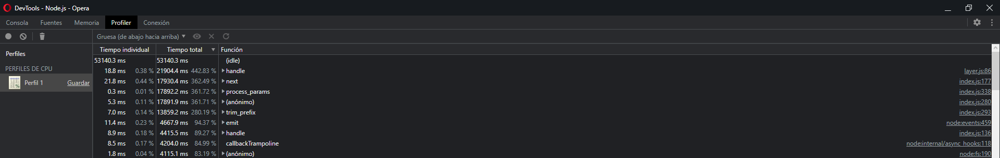 DevTools - Node.js - Opera
Consola Fuentes Memoria Profiler Conexión
Gruesa (de abajo hacia arriba) ▼
Perfiles
PERFILES DE CPU
Perfil 1 Guardar
Tiempo individual Tiempo total ▼ Función
53140.3 ms 53140.3 ms (idle)
18.8 ms 0.38 % 21904.4 ms 442.83 % handle layer.js:86
21.8 ms 0.44 % 17930.4 ms 362.49 % next index.js:177
0.3 ms 0.01 % 17892.2 ms 361.72 % process_params index.js:338
5.3 ms 0.11 % 17891.9 ms 361.71 % (anónimo) index.js:280
7.0 ms 0.14 % 13859.2 ms 280.19 % trim_prefix index.js:293
11.4 ms 0.23 % 4667.9 ms 94.37 % emit node:events:459
8.9 ms 0.18 % 4415.5 ms 89.27 % handle index.js:136
8.5 ms 0.17 % 4204.0 ms 84.99 % callbackTrampoline node:internal/async_hooks:118
1.8 ms 0.04 % 4115.1 ms 83.19 % (anónimo) node:fs:190